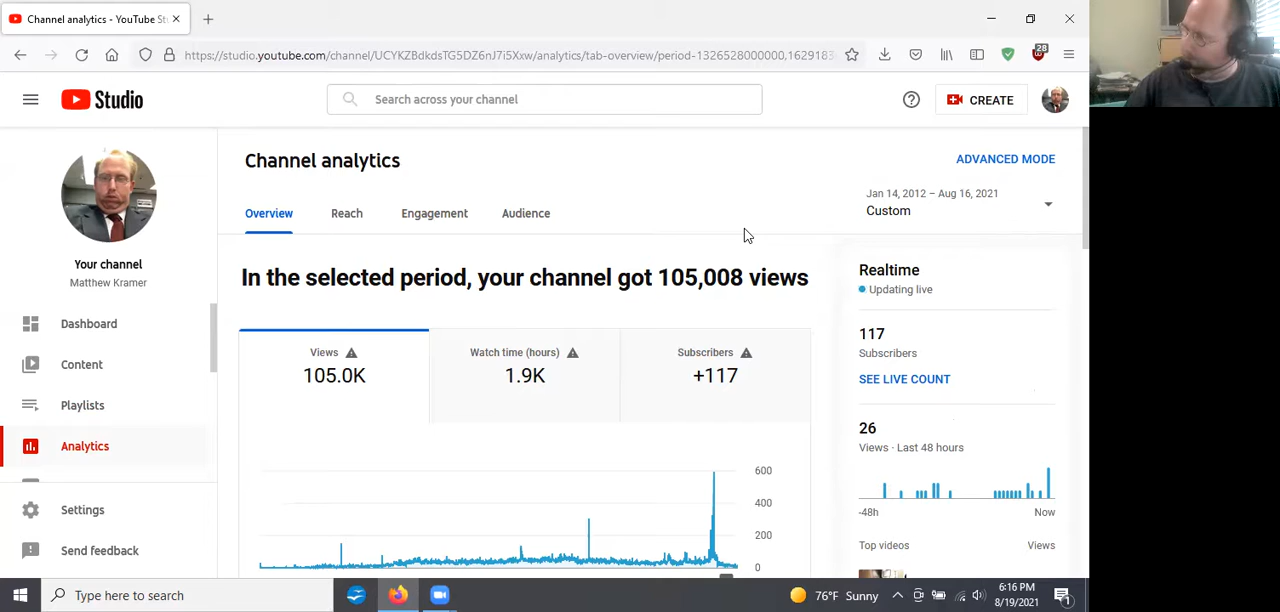 Channel analytics - YouTube St
https://studio.youtube.com/channel/UCYKZBdkdsTG5DZ6nJ7i5Xxw/analytics/tab-overview/period-1326528000000,1629183
28
Studio
Search across your channel
CREATE
Channel analytics
ADVANCED MODE
Jan 14, 2012 – Aug 16, 2021
Custom
Overview
Reach
Engagement
Audience
Your channel
Matthew Kramer
Dashboard
Content
Playlists
Analytics
Settings
Send feedback
In the selected period, your channel got 105,008 views
Views
105.0K
Watch time (hours)
1.9K
Subscribers
+117
600
400
200
0
Realtime
Updating live
117
Subscribers
SEE LIVE COUNT
26
Views · Last 48 hours
-48h
Now
Top videos
Views
Type here to search
76°F Sunny
6:16 PM
8/19/2021
1